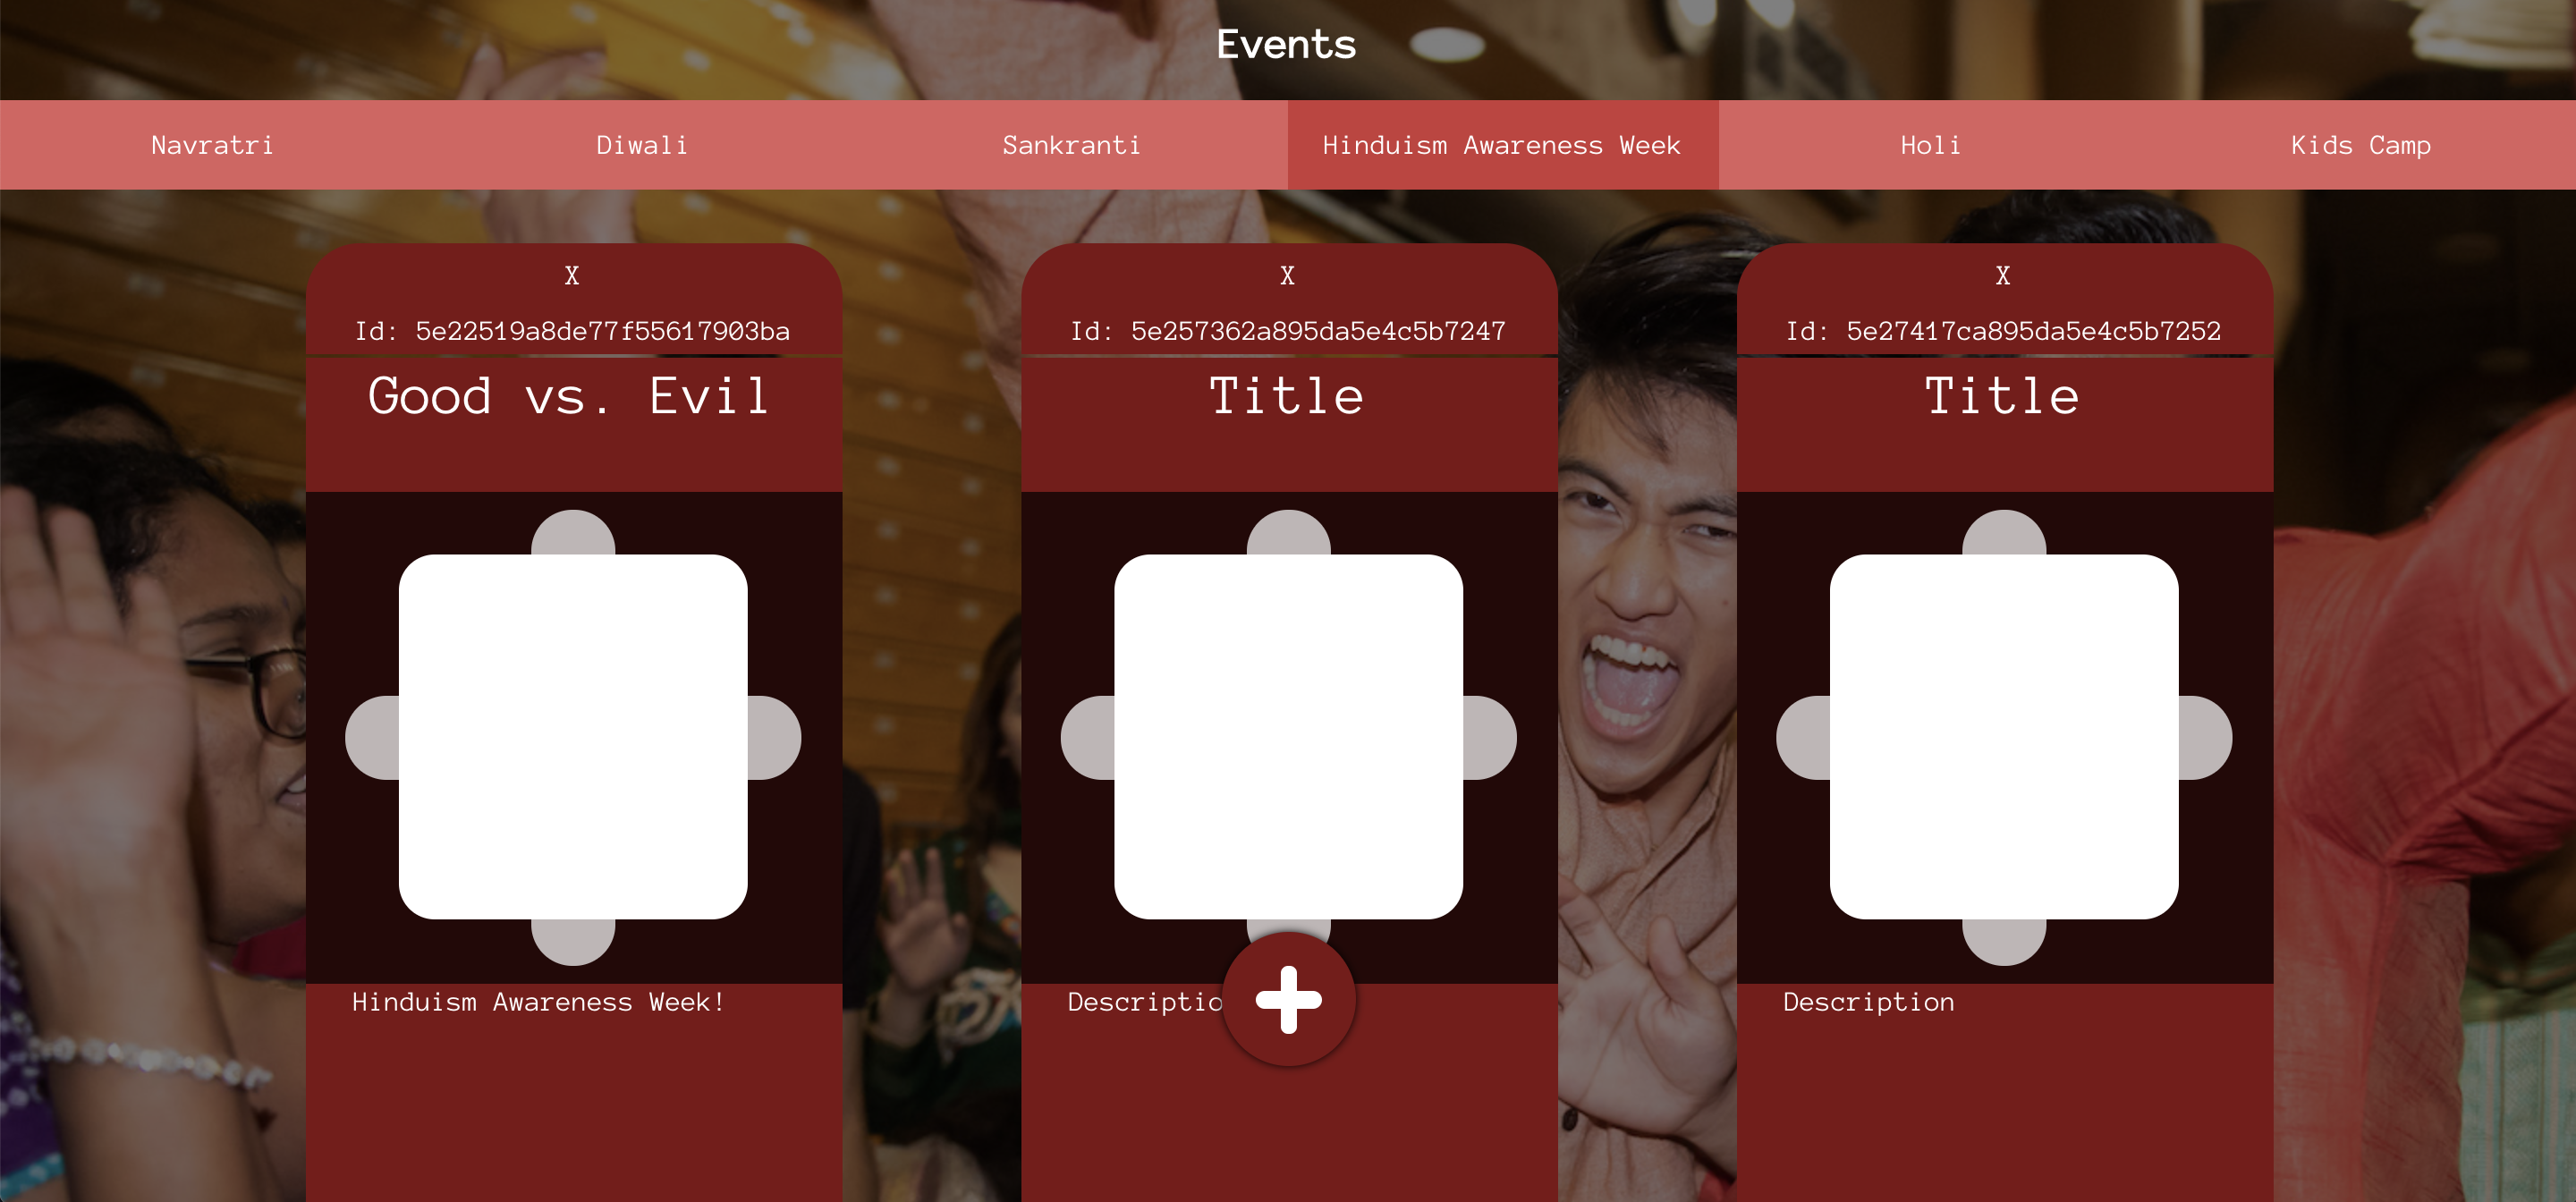 Events
Navratri Diwali Sankranti Hinduism Awareness Week Holi Kids Camp
X X X
Id: 5e22519a8de77f55617903ba Id: 5e257362a895da5e4c5b7247 Id: 5e27417ca895da5e4c5b7252
Good vs. Evil Title Title
Hinduism Awareness Week! Descriptio Description